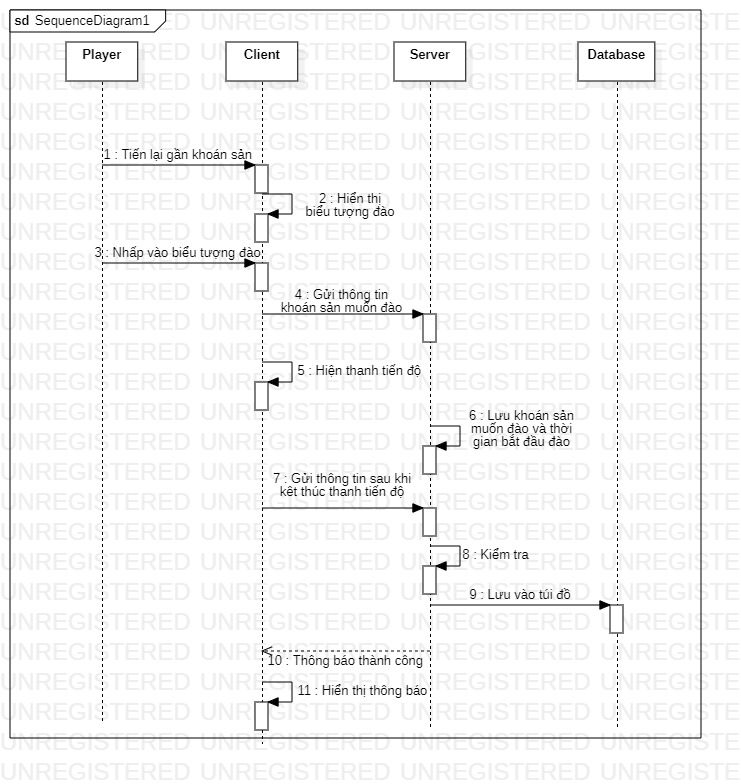 sd SequenceDiagram1
Player
Client
Server
Database
1 : Tiến lại gần khoán sản
2 : Hiển thị
biểu tượng đào
3 : Nhấp vào biểu tượng đào
4 : Gửi thông tin
khoán sản muốn đào
5 : Hiện thanh tiến độ
6 : Lưu khoán sản
muốn đào và thời
gian bắt đầu đào
7 : Gửi thông tin sau khi
kêt thúc thanh tiến độ
8 : Kiểm tra
9 : Lưu vào túi đồ
10 : Thông báo thành công
11 : Hiển thị thông báo
UNREGISTERED